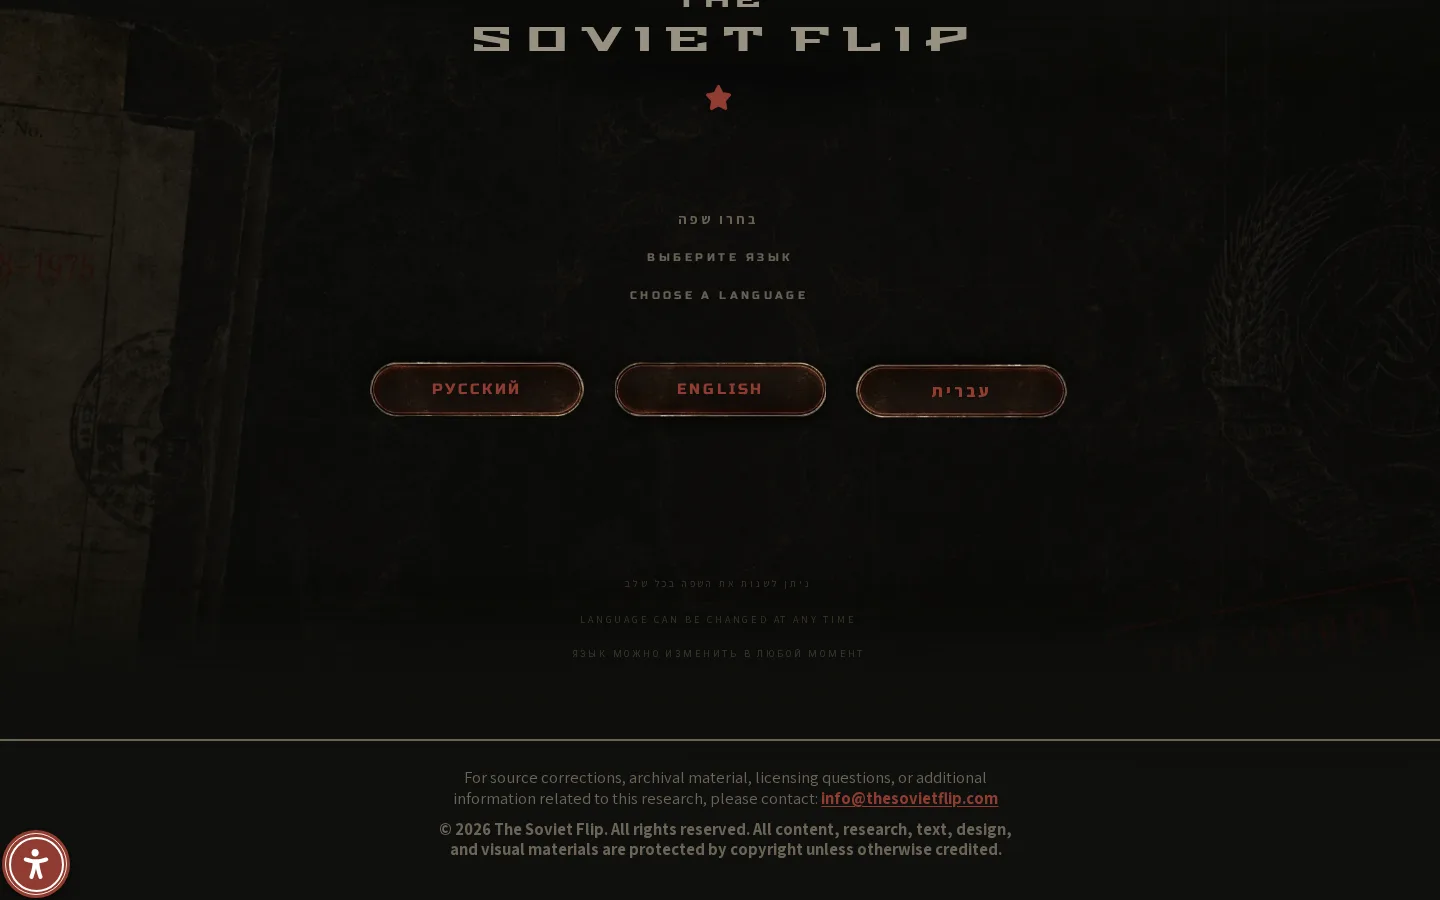 THE
SOVIET FLIP
בחרו שפה
ВЫБЕРИТЕ ЯЗЫК
CHOOSE A LANGUAGE
РУССКИЙ
ENGLISH
עברית
ניתן לשנות את השפה בכל שלב
LANGUAGE CAN BE CHANGED AT ANY TIME
ЯЗЫК МОЖНО ИЗМЕНИТЬ В ЛЮБОЙ МОМЕНТ
For source corrections, archival material, licensing questions, or additional
information related to this research, please contact: info@thesovietflip.com
© 2026 The Soviet Flip. All rights reserved. All content, research, text, design,
and visual materials are protected by copyright unless otherwise credited.